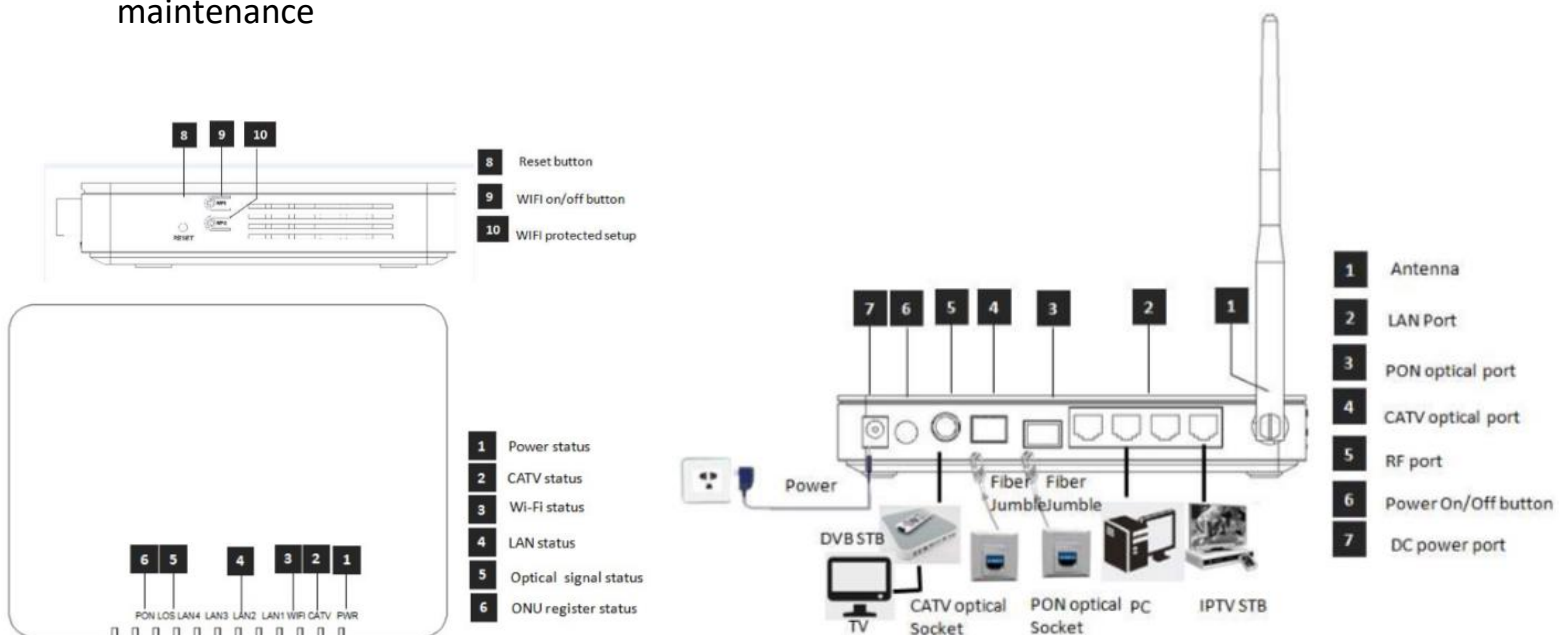 maintenance
8 9 10
8 Reset button
9 WIFI on/off button
10 WIFI protected setup
RESET
1 Power status
2 CATV status
3 Wi-Fi status
4 LAN status
5 Optical signal status
6 ONU register status
6 5 4 3 2 1
PON LOS LAN4 LAN3 LAN2 LAN1 WIFI CATV PWR
7 6 5 4 3 2 1
1 Antenna
2 LAN Port
3 PON optical port
4 CATV optical port
5 RF port
6 Power On/Off button
7 DC power port
Power
Fiber Jumble
Fiber Jumble
DVB STB
TV
CATV optical Socket
PON optical Socket
PC
IPTV STB